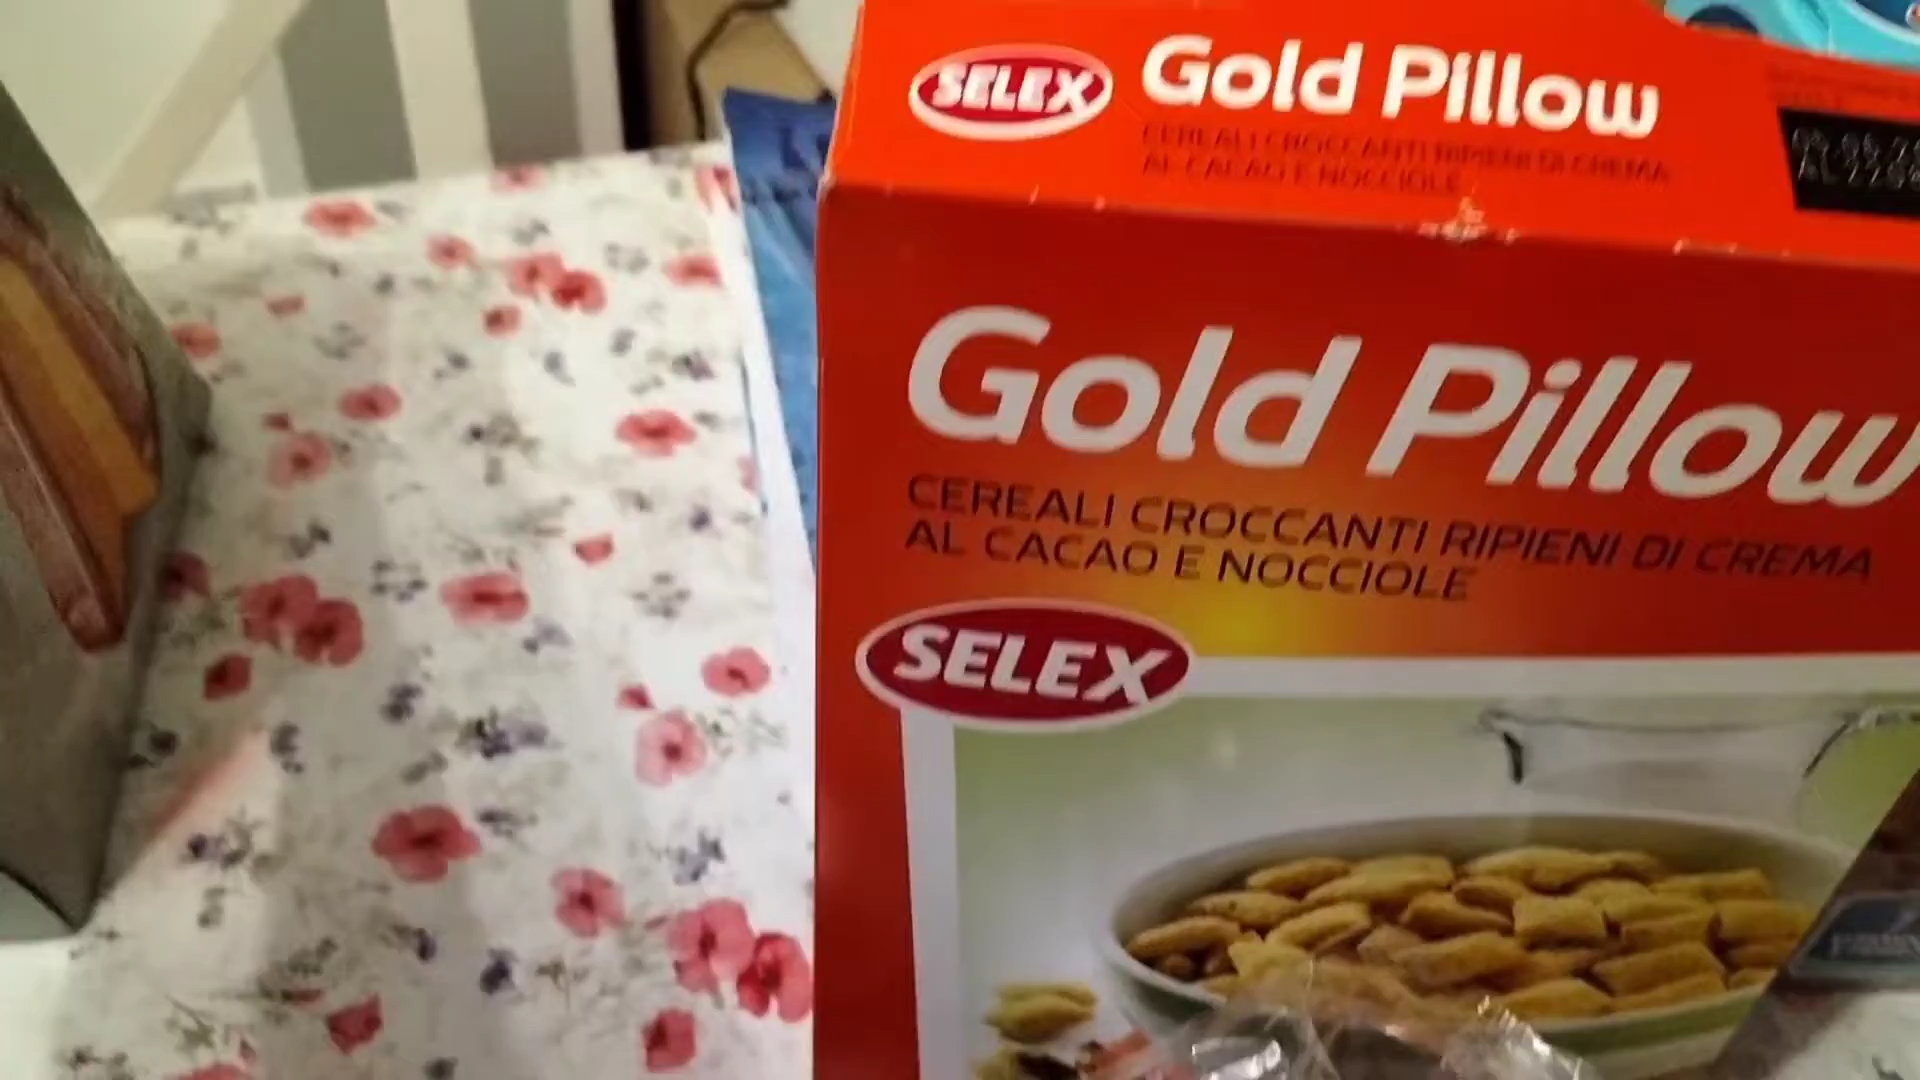 SELEX
Gold Pillow
CEREALI CROCCANTI RIPIENI DI CREMA
AL CACAO E NOCCIOLE
Gold Pillow
CEREALI CROCCANTI RIPIENI DI CREMA
AL CACAO E NOCCIOLE
SELEX